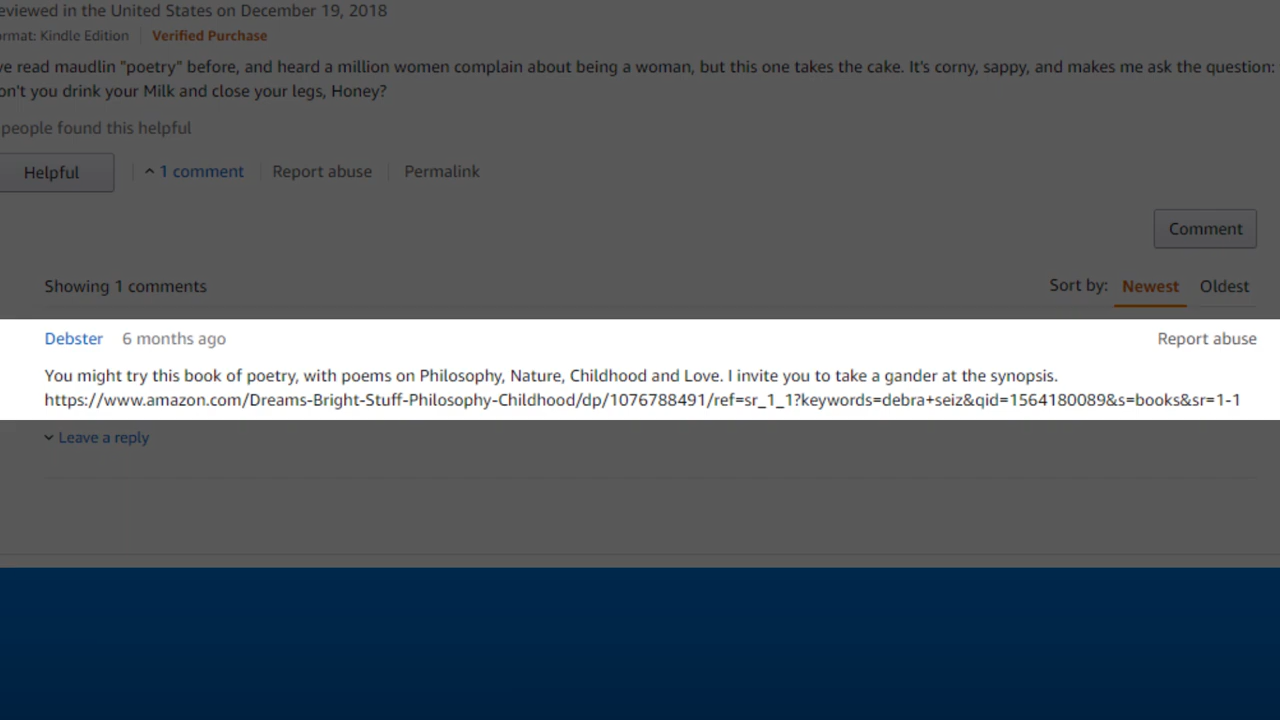 eviewed in the United States on December 19, 2018
ormat: Kindle Edition Verified Purchase
ve read maudlin "poetry" before, and heard a million women complain about being a woman, but this one takes the cake. It's corny, sappy, and makes me ask the question:
on't you drink your Milk and close your legs, Honey?
people found this helpful
Helpful 1 comment Report abuse Permalink
Comment
Showing 1 comments Sort by: Newest Oldest
Debster 6 months ago Report abuse
You might try this book of poetry, with poems on Philosophy, Nature, Childhood and Love. I invite you to take a gander at the synopsis.
https://www.amazon.com/Dreams-Bright-Stuff-Philosophy-Childhood/dp/1076788491/ref=sr_1_1?keywords=debra+seiz&qid=1564180089&s=books&sr=1-1
Leave a reply